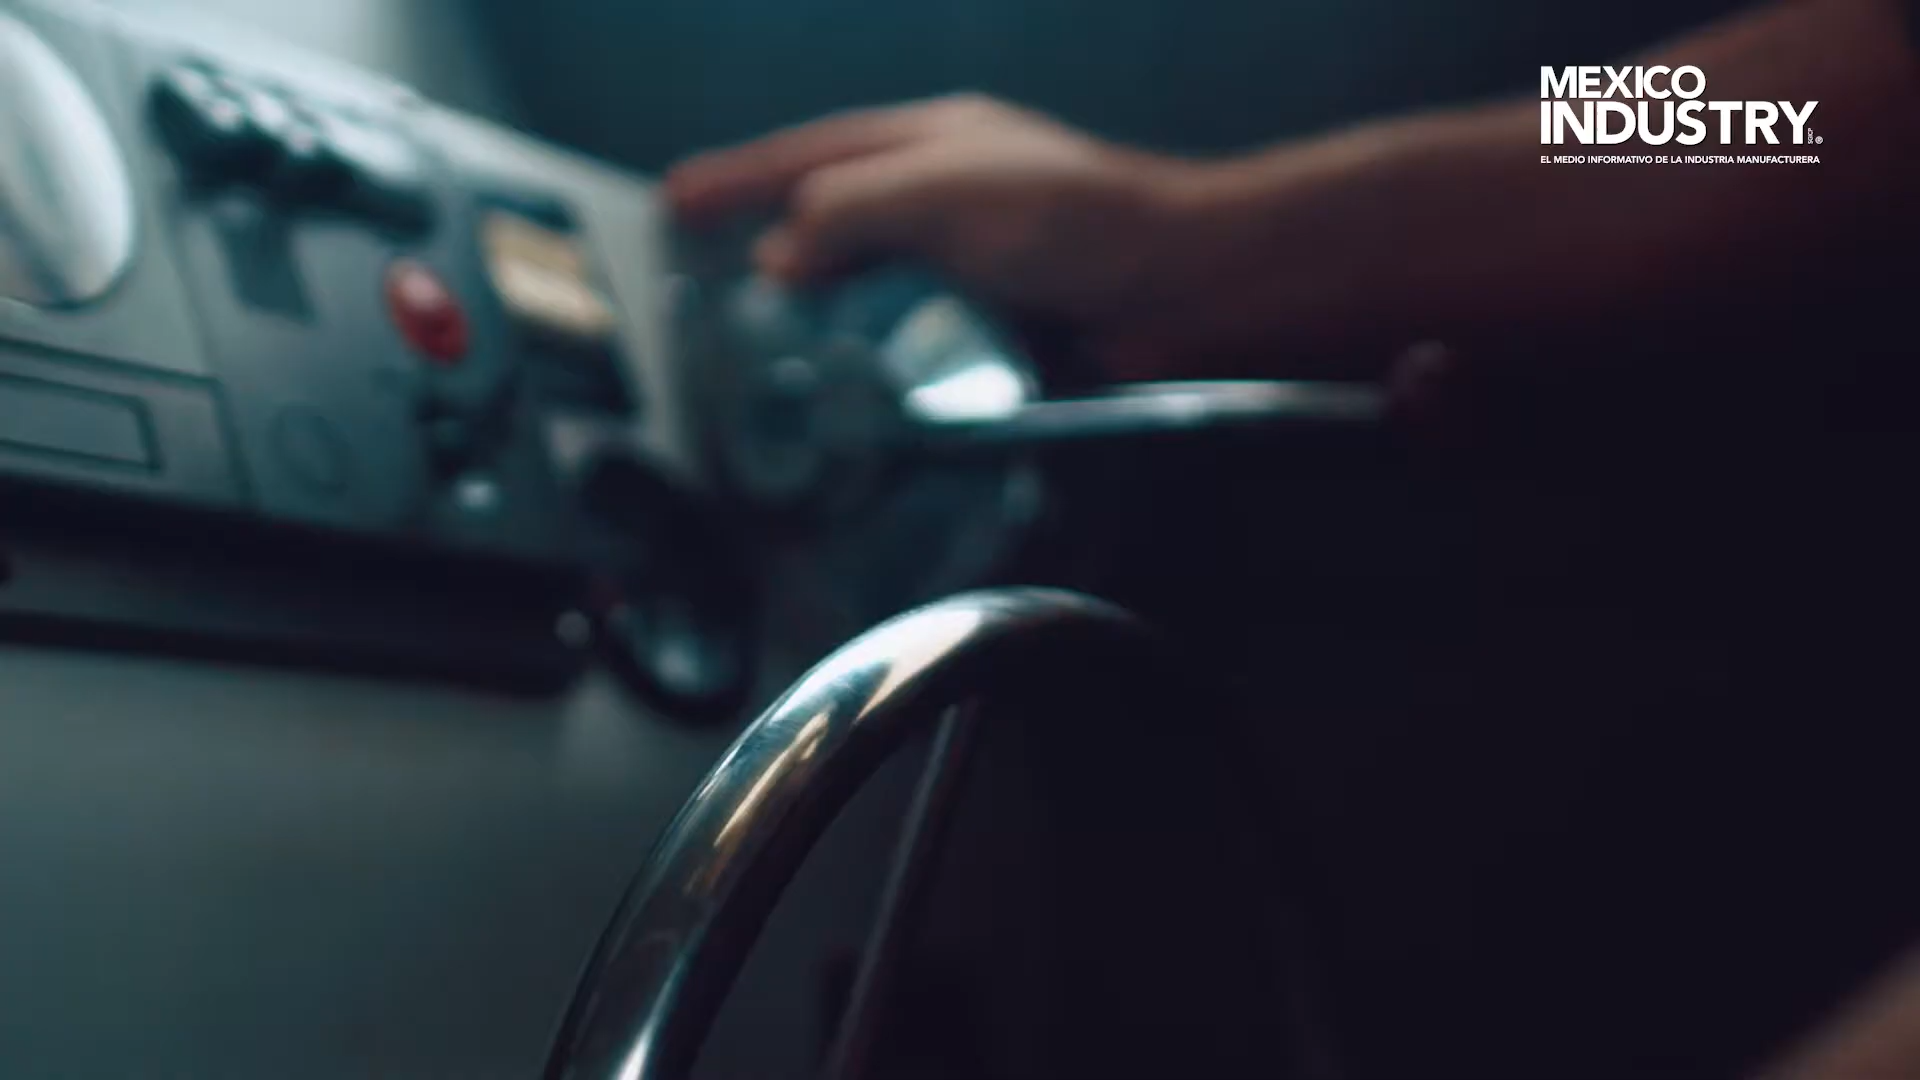 MEXICO
INDUSTRY®
EL MEDIO INFORMATIVO DE LA INDUSTRIA MANUFACTURERA